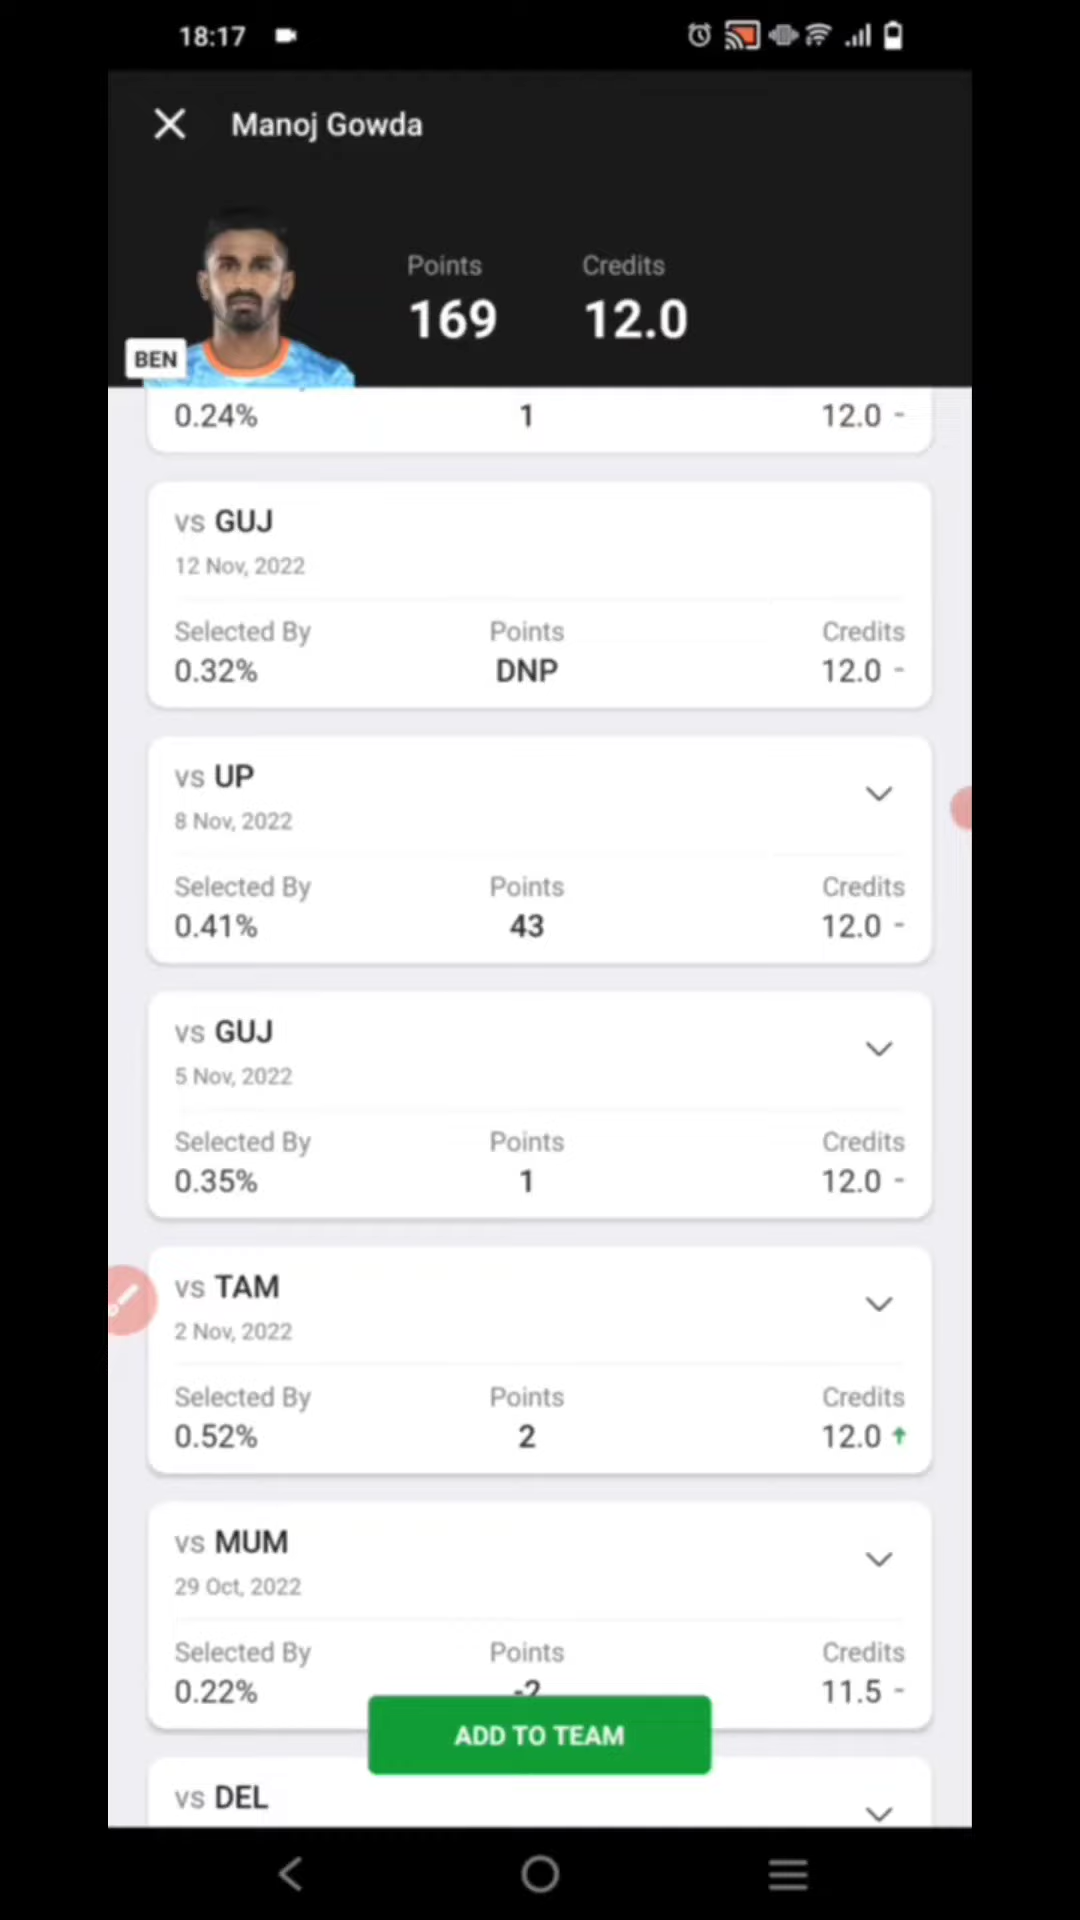 18:17
Manoj Gowda
Points Credits
169 12.0
BEN
0.24% 1 12.0 -
vs GUJ
12 Nov, 2022
Selected By Points Credits
0.32% DNP 12.0 -
vs UP
8 Nov, 2022
Selected By Points Credits
0.41% 43 12.0 -
vs GUJ
5 Nov, 2022
Selected By Points Credits
0.35% 1 12.0 -
vs TAM
2 Nov, 2022
Selected By Points Credits
0.52% 2 12.0
vs MUM
29 Oct, 2022
Selected By Points Credits
0.22% -2 11.5 -
ADD TO TEAM
vs DEL